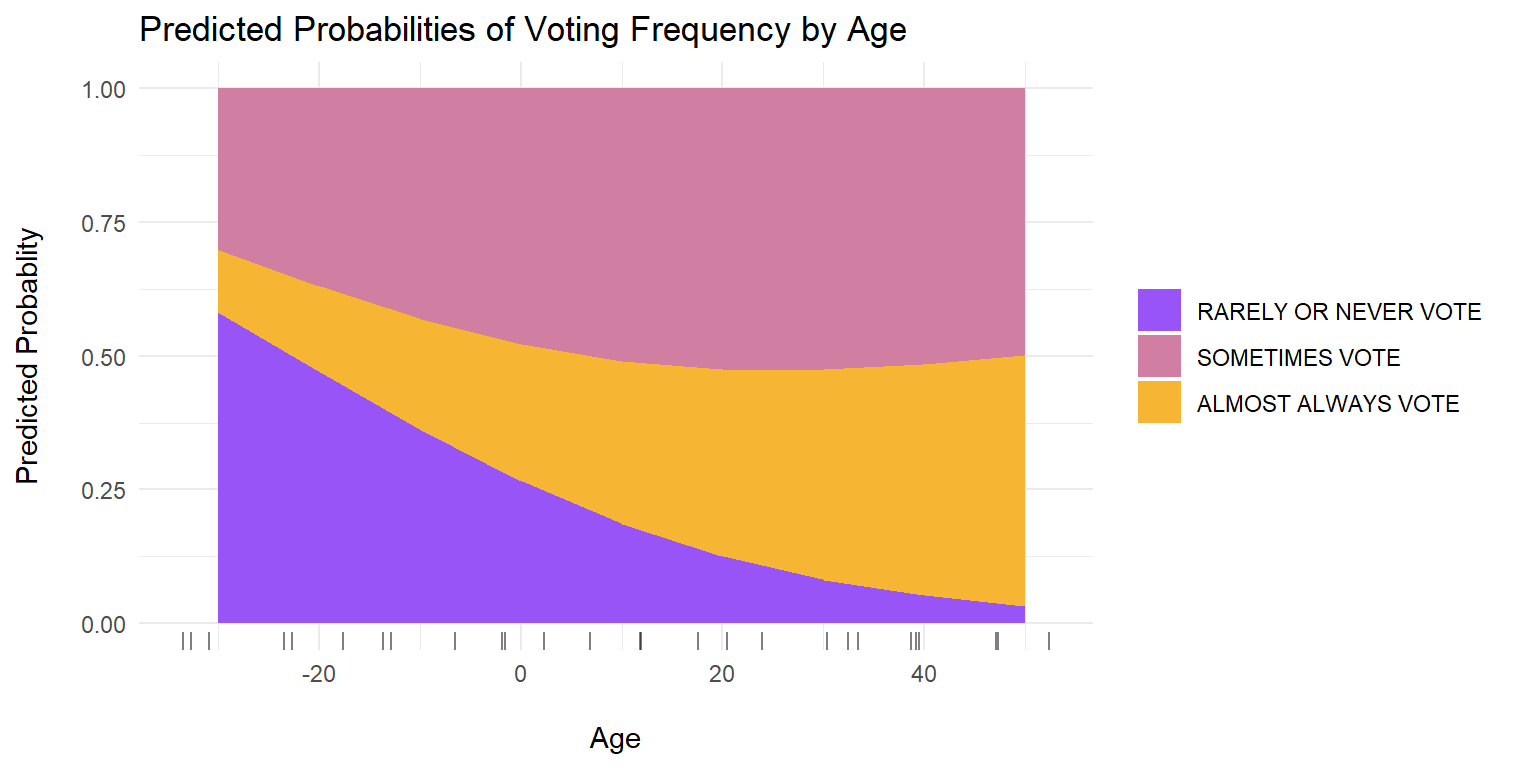 Predicted Probabilities of Voting Frequency by Age
Predicted Probablity
1.00
0.75
0.50
0.25
0.00
-20
0
20
40
Age
RARELY OR NEVER VOTE
SOMETIMES VOTE
ALMOST ALWAYS VOTE